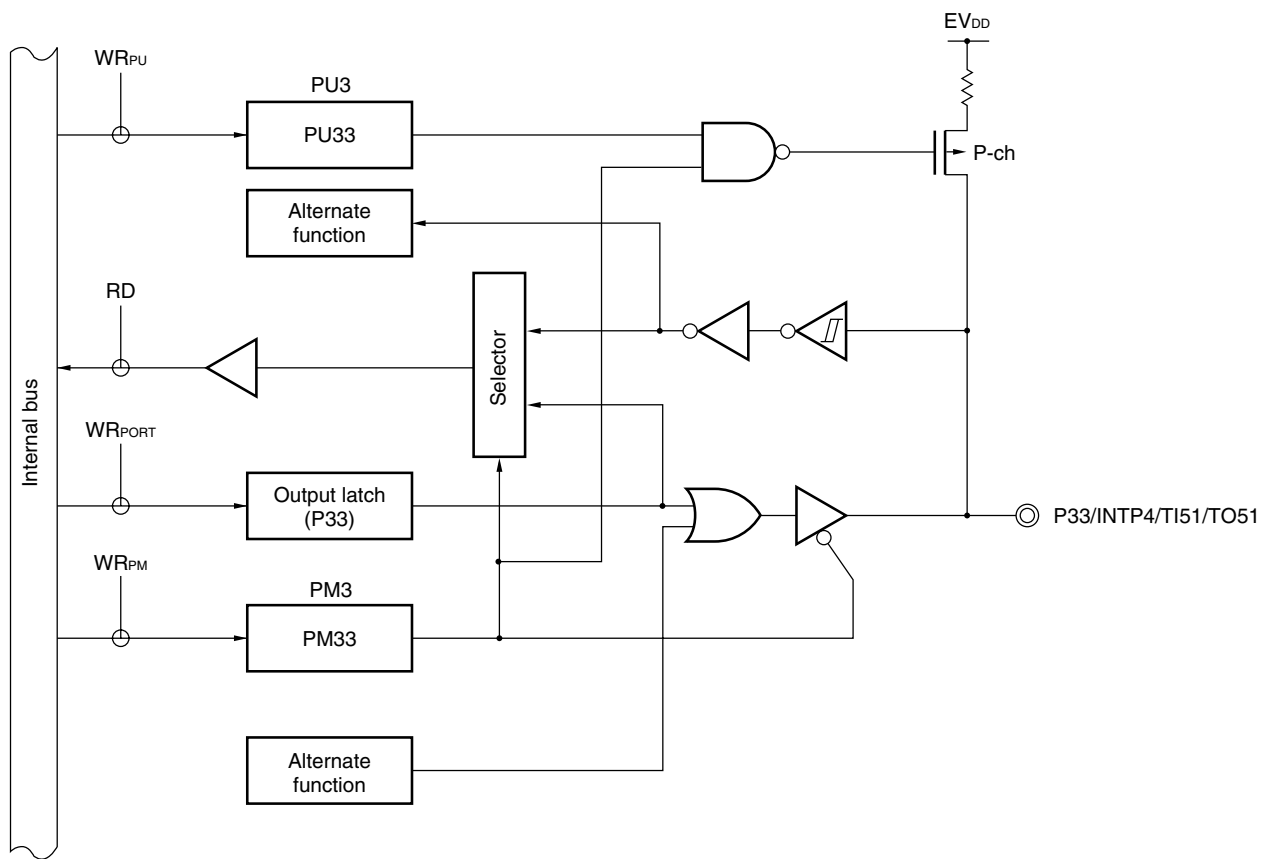 EVDD
WRPU
PU3
PU33
P-ch
Alternate
function
RD
Selector
Internal bus
WRPORT
Output latch
(P33)
P33/INTP4/TI51/TO51
WRPM
PM3
PM33
Alternate
function